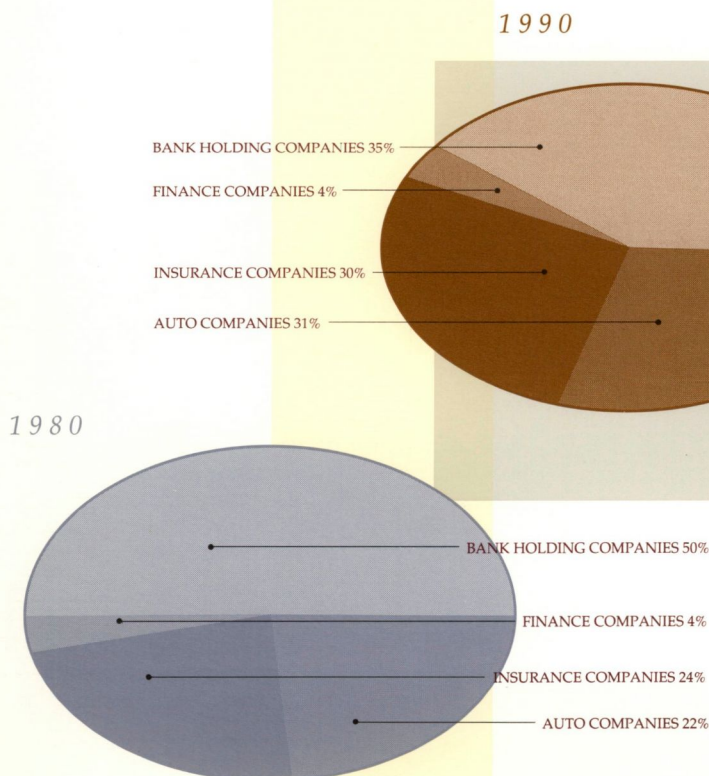 1990
BANK HOLDING COMPANIES 35%
FINANCE COMPANIES 4%
INSURANCE COMPANIES 30%
AUTO COMPANIES 31%
1980
BANK HOLDING COMPANIES 50%
FINANCE COMPANIES 4%
INSURANCE COMPANIES 24%
AUTO COMPANIES 22%